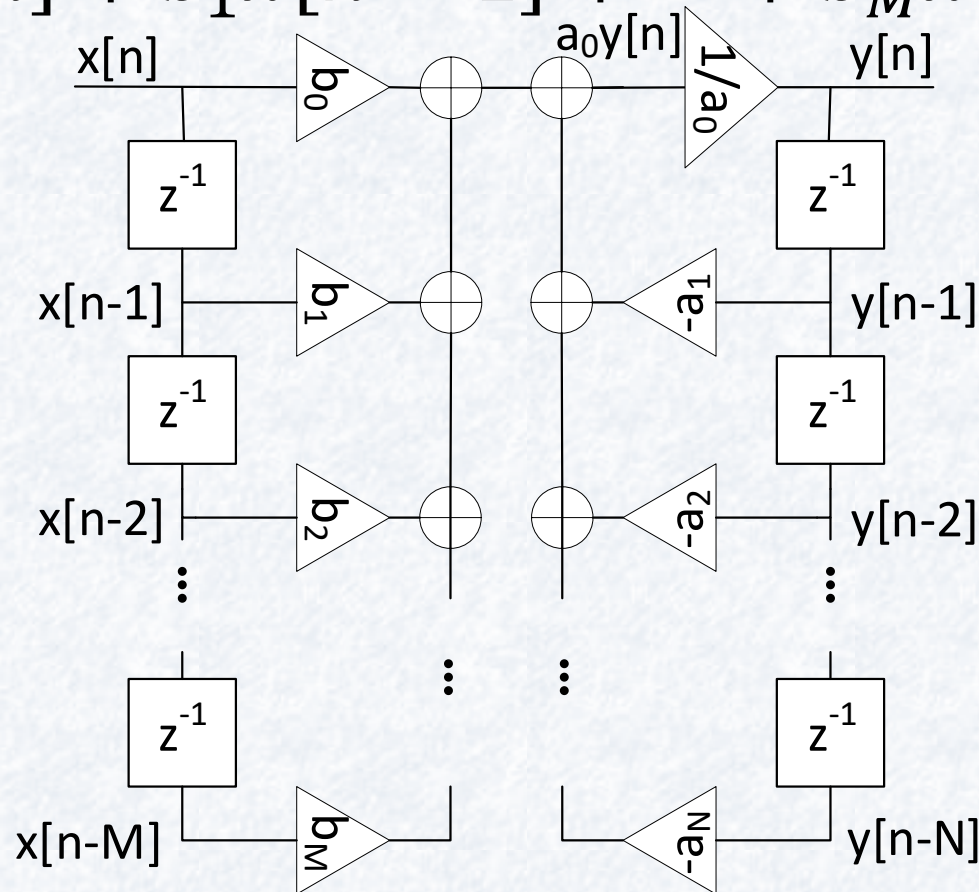 x[n] b₀ a₀y[n] 1/a₀ y[n]
z⁻¹ z⁻¹
x[n-1] b₁ -a₁ y[n-1]
z⁻¹ z⁻¹
x[n-2] b₂ -a₂ y[n-2]
⋮ ⋮
⋮ ⋮
z⁻¹ z⁻¹
x[n-M] b_M -a_N y[n-N]